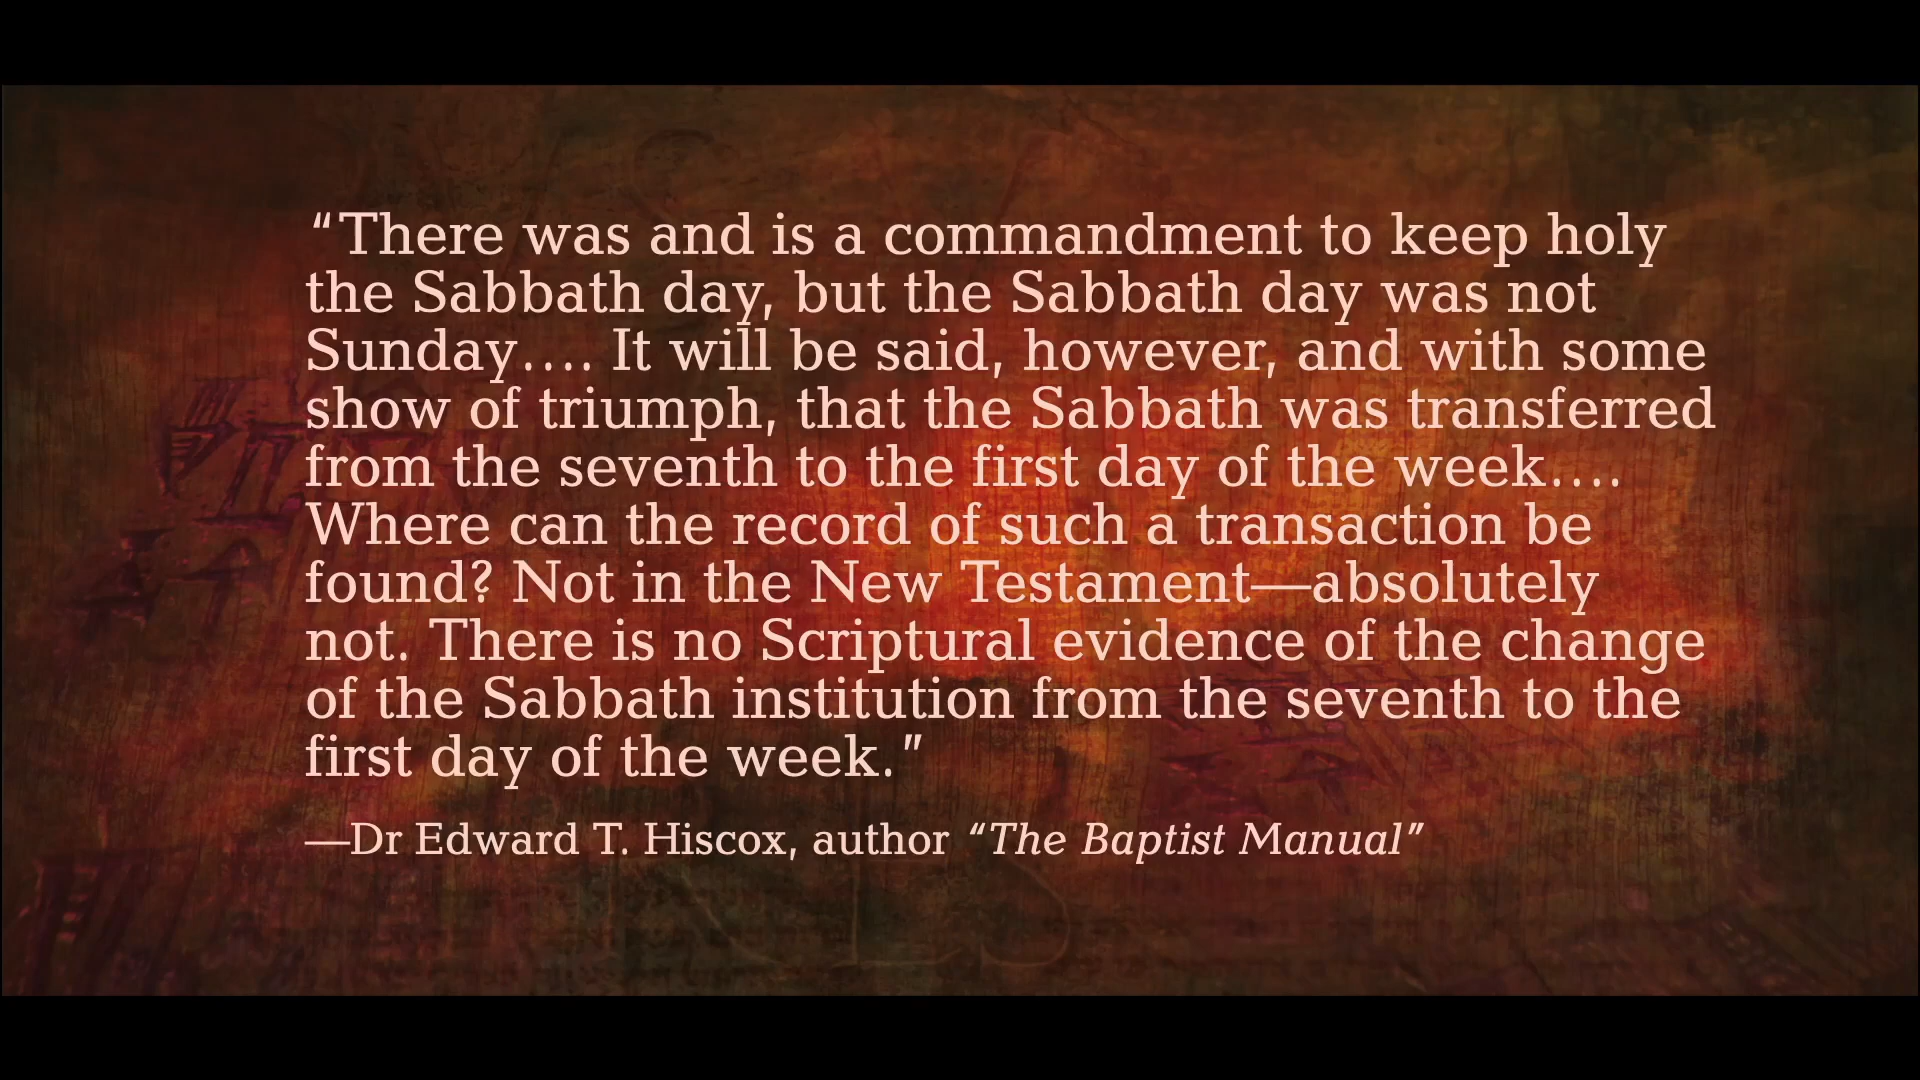 “There was and is a commandment to keep holy
the Sabbath day, but the Sabbath day was not
Sunday.... It will be said, however, and with some
show of triumph, that the Sabbath was transferred
from the seventh to the first day of the week....
Where can the record of such a transaction be
found? Not in the New Testament—absolutely
not. There is no Scriptural evidence of the change
of the Sabbath institution from the seventh to the
first day of the week.”
—Dr Edward T. Hiscox, author “The Baptist Manual”